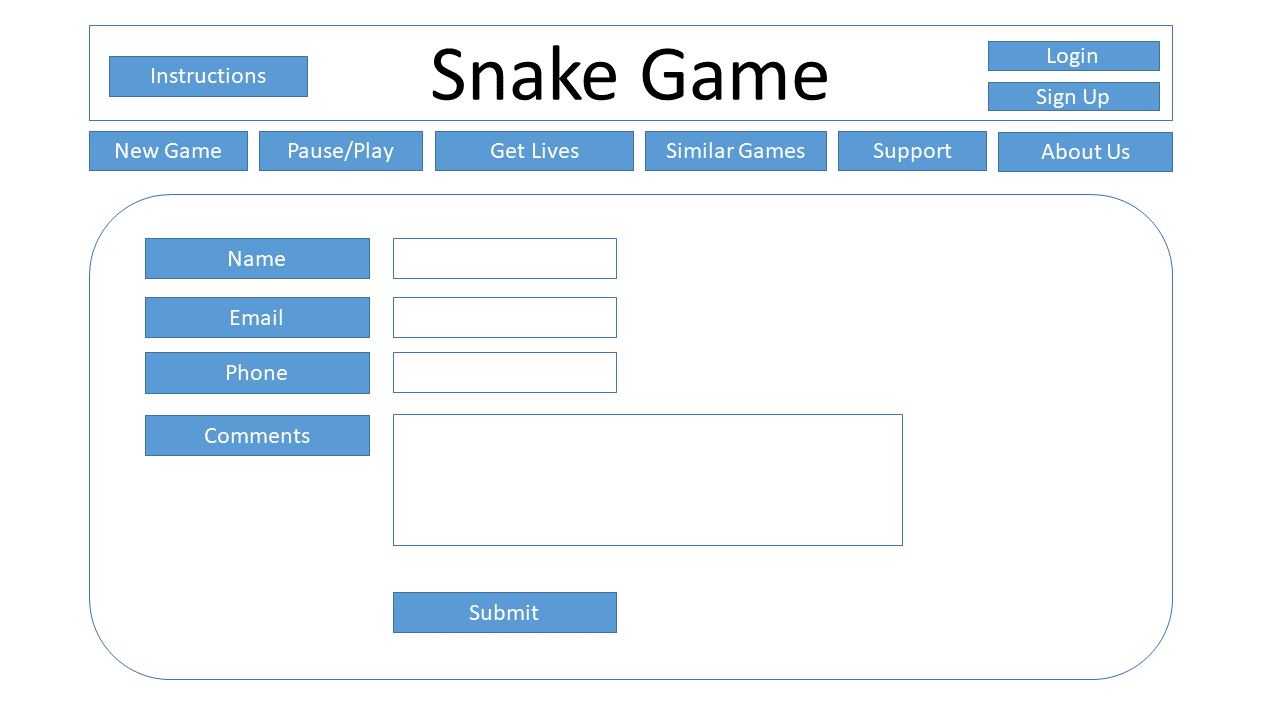 Instructions
Snake Game
Login
Sign Up
New Game
Pause/Play
Get Lives
Similar Games
Support
About Us
Name
Email
Phone
Comments
Submit